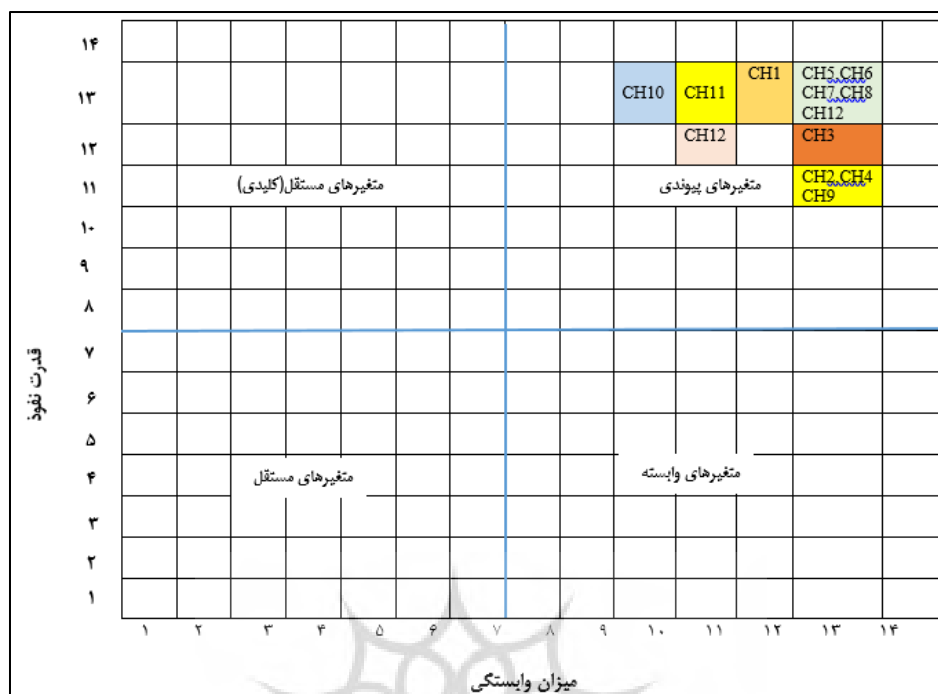 ۱۴
۱۳
CH10
CH11
CH1
CH5,CH6
CH7,CH8
CH12
۱۲
CH12
CH3
۱۱
متغیرهای مستقل(کلیدی)
متغیرهای پیوندی
CH2,CH4
CH9
۱۰
۹
۸
۷
قدرت نفوذ
۶
۵
۴
متغیرهای مستقل
متغیرهای وابسته
۳
۲
۱
۱ ۲ ۳ ۴ ۵ ۶ ۷ ۸ ۹ ۱۰ ۱۱ ۱۲ ۱۳ ۱۴
میزان وابستگی